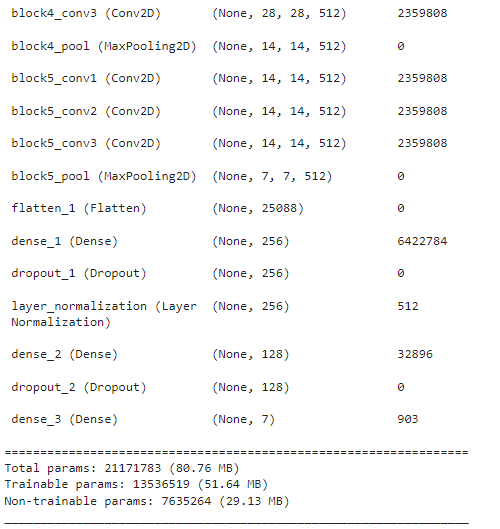 block4_conv3 (Conv2D) (None, 28, 28, 512) 2359808
block4_pool (MaxPooling2D) (None, 14, 14, 512) 0
block5_conv1 (Conv2D) (None, 14, 14, 512) 2359808
block5_conv2 (Conv2D) (None, 14, 14, 512) 2359808
block5_conv3 (Conv2D) (None, 14, 14, 512) 2359808
block5_pool (MaxPooling2D) (None, 7, 7, 512) 0
flatten_1 (Flatten) (None, 25088) 0
dense_1 (Dense) (None, 256) 6422784
dropout_1 (Dropout) (None, 256) 0
layer_normalization (Layer (None, 256) 512
Normalization)
dense_2 (Dense) (None, 128) 32896
dropout_2 (Dropout) (None, 128) 0
dense_3 (Dense) (None, 7) 903
=================================================================
Total params: 21171783 (80.76 MB)
Trainable params: 13536519 (51.64 MB)
Non-trainable params: 7635264 (29.13 MB)
_________________________________________________________________